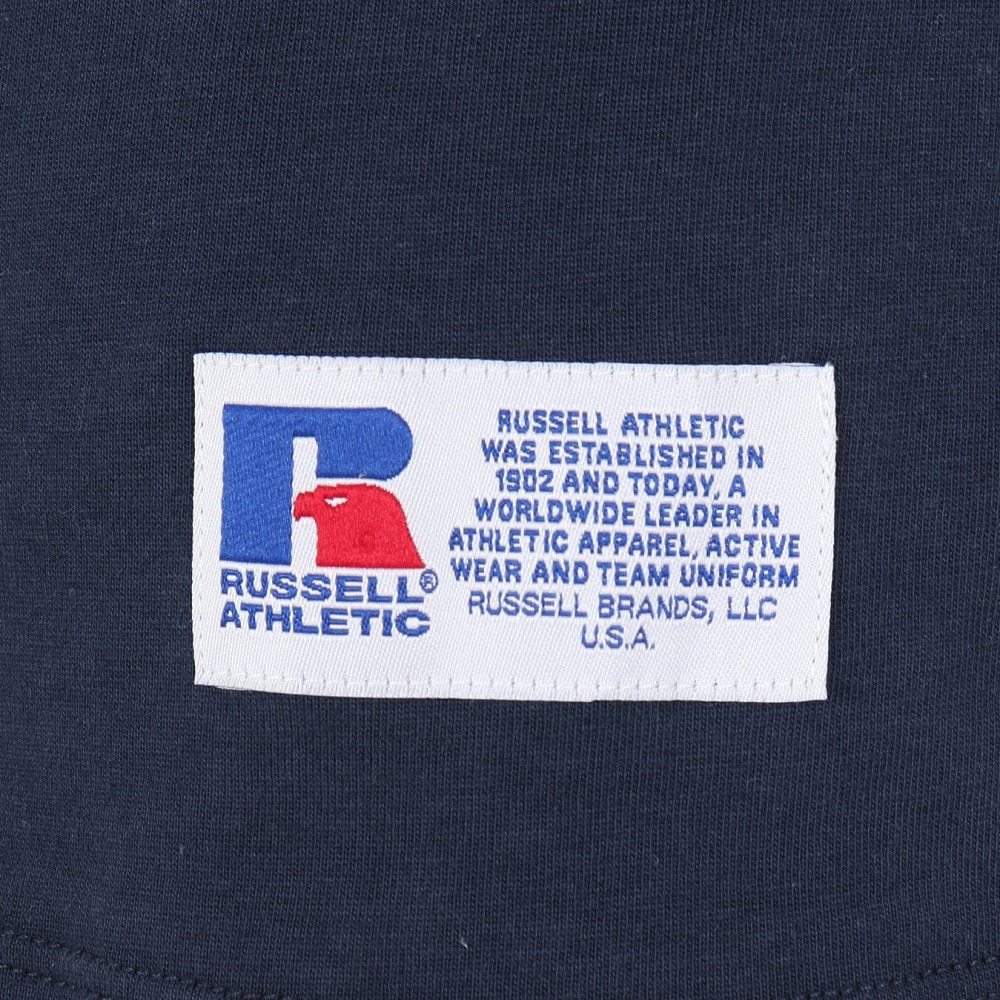 R
RUSSELL®
ATHLETIC
RUSSELL ATHLETIC
WAS ESTABLISHED IN
1902 AND TODAY, A
WORLDWIDE LEADER IN
ATHLETIC APPAREL, ACTIVE
WEAR AND TEAM UNIFORM
RUSSELL BRANDS, LLC
U.S.A.